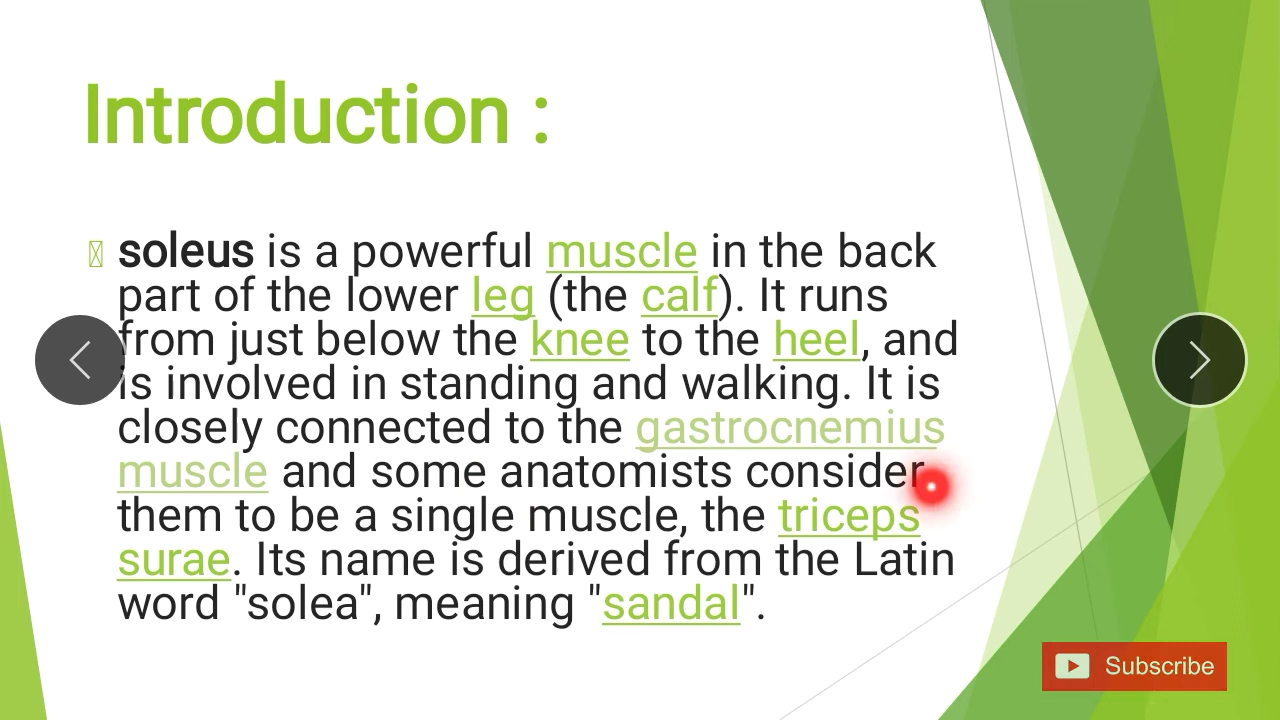 Introduction :
soleus is a powerful muscle in the back
part of the lower leg (the calf). It runs
from just below the knee to the heel, and
is involved in standing and walking. It is
closely connected to the gastrocnemius
muscle and some anatomists consider
them to be a single muscle, the triceps
surae. Its name is derived from the Latin
word "solea", meaning "sandal".
Subscribe